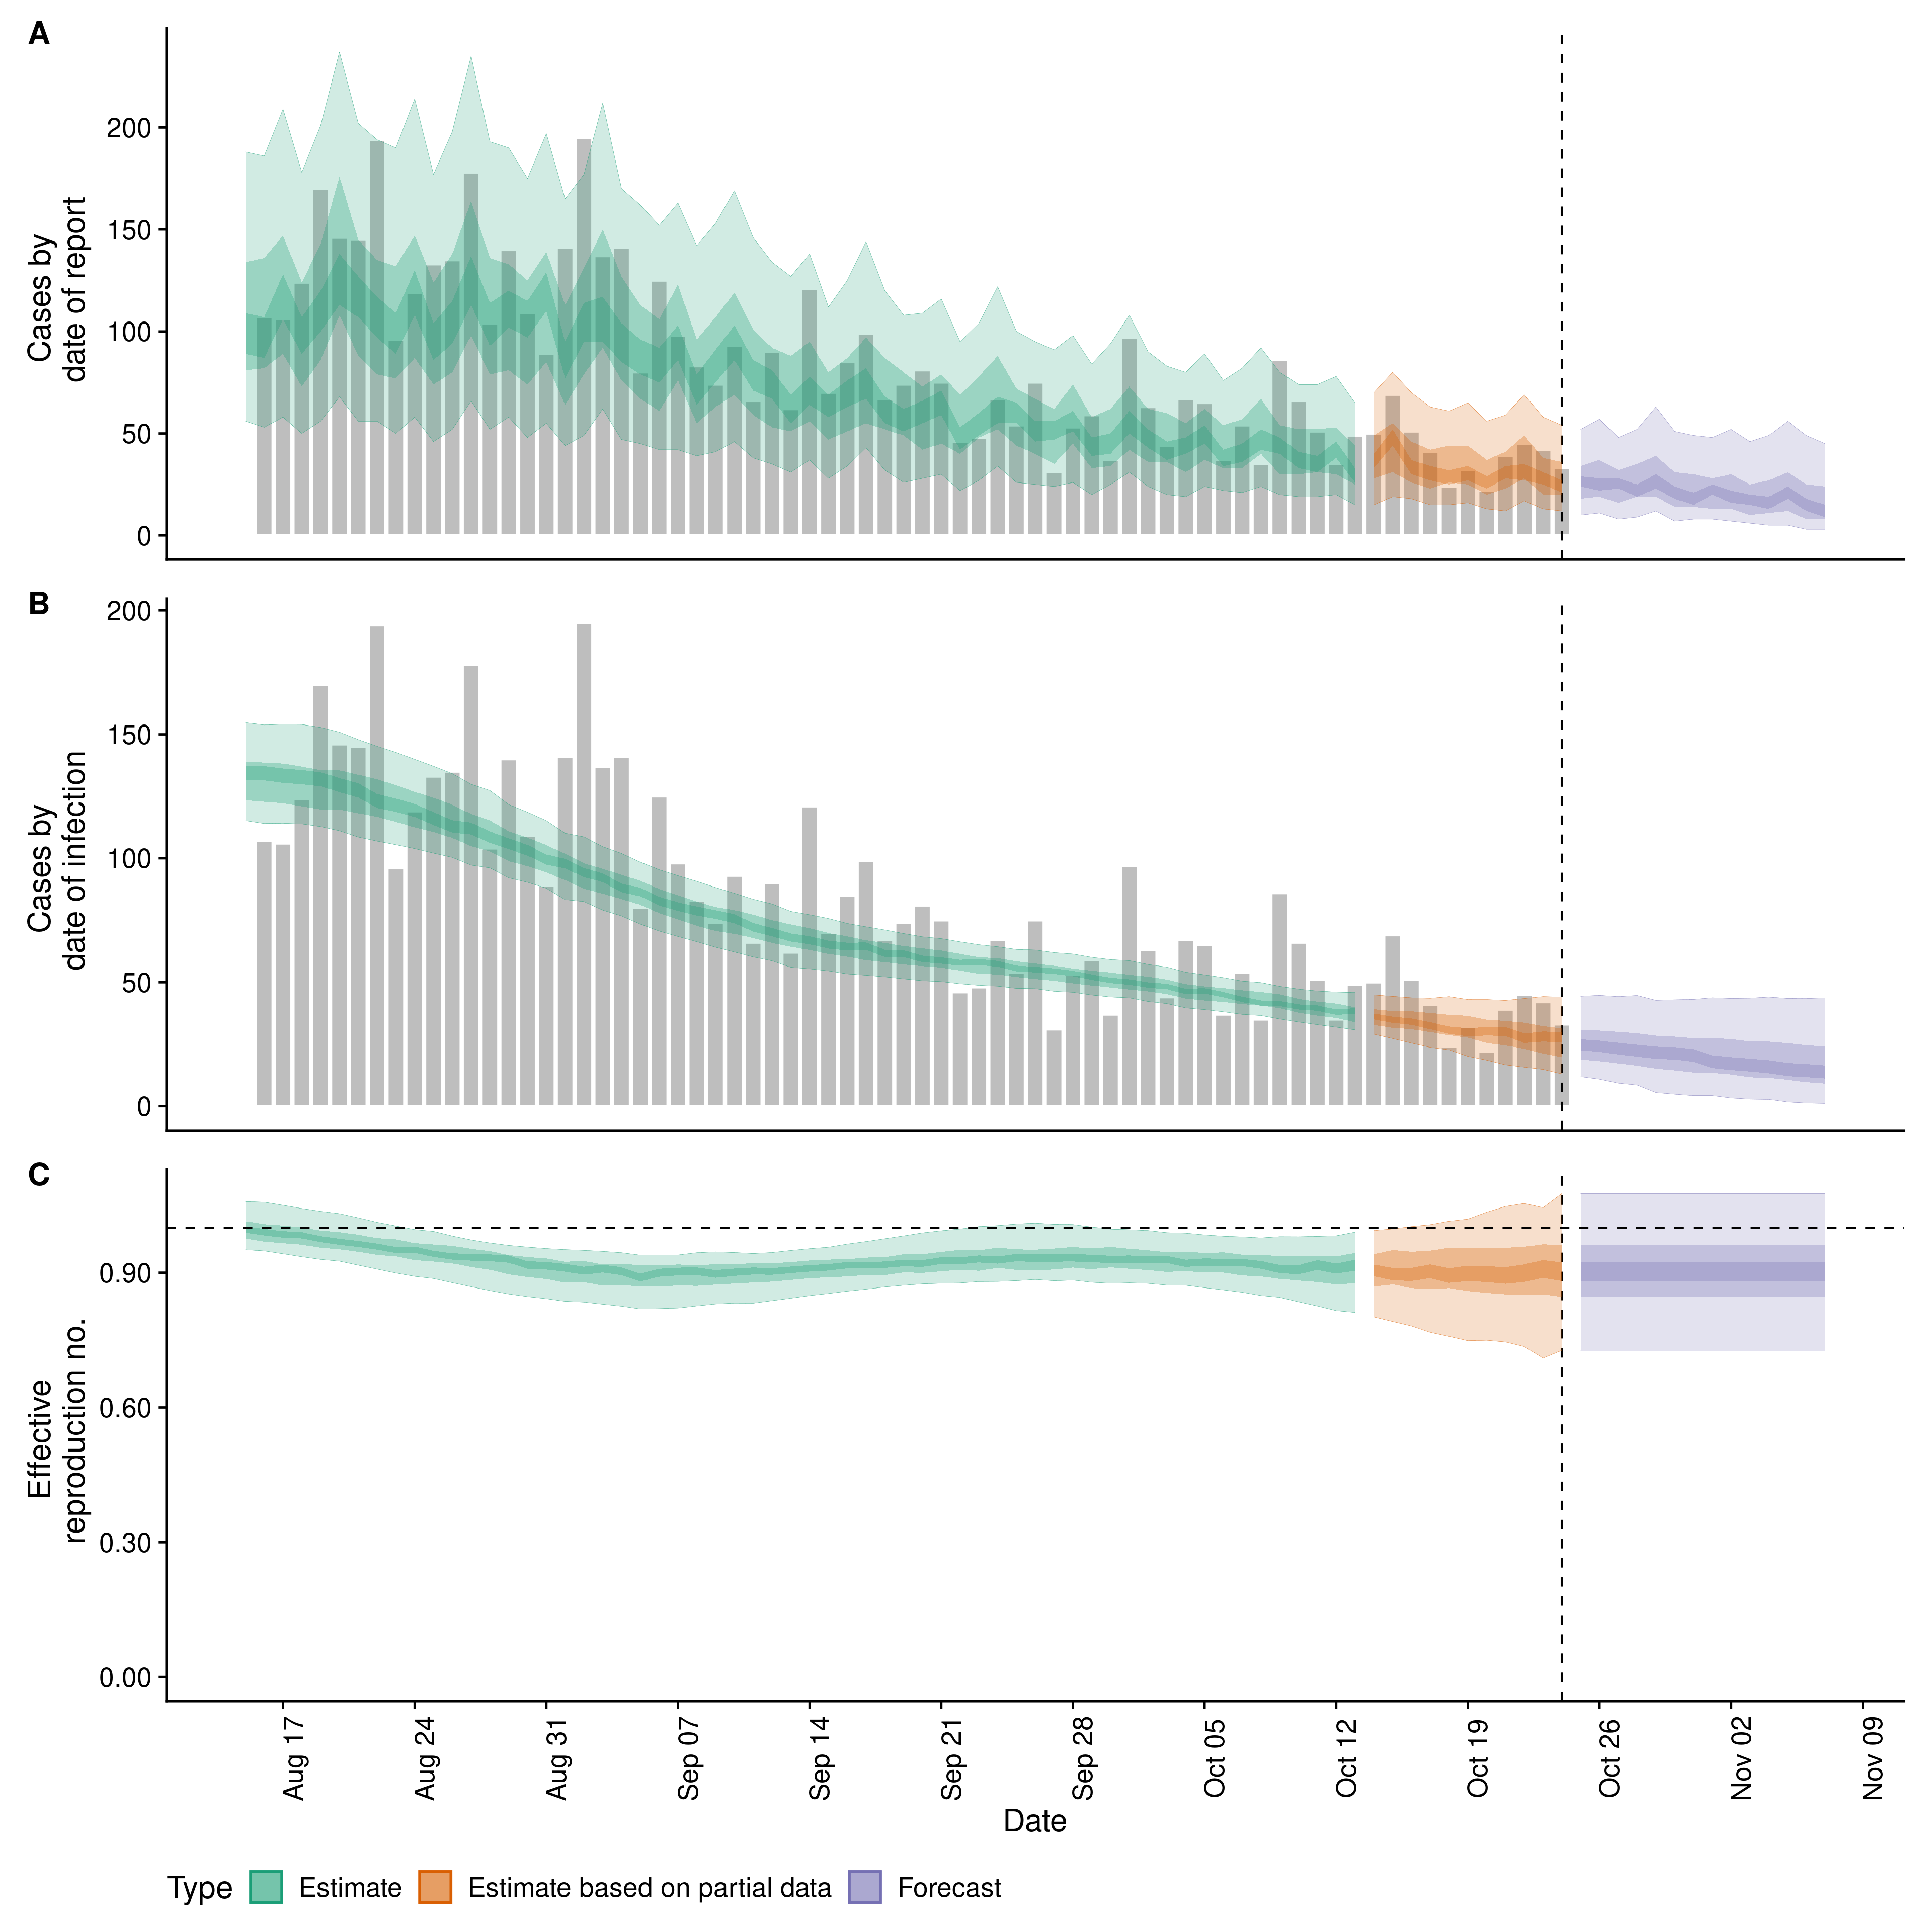 A
Cases by
date of report
200
150
100
50
0
B
Cases by
date of infection
200
150
100
50
0
C
Effective
reproduction no.
0.90
0.60
0.30
0.00
Aug 17
Aug 24
Aug 31
Sep 07
Sep 14
Sep 21
Sep 28
Oct 05
Oct 12
Oct 19
Oct 26
Nov 02
Nov 09
Date
Type Estimate Estimate based on partial data Forecast